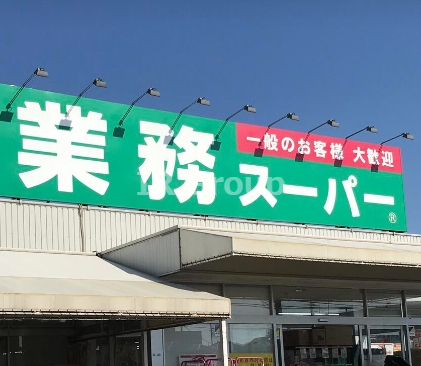 業務スーパー
一般のお客様 大歓迎
®